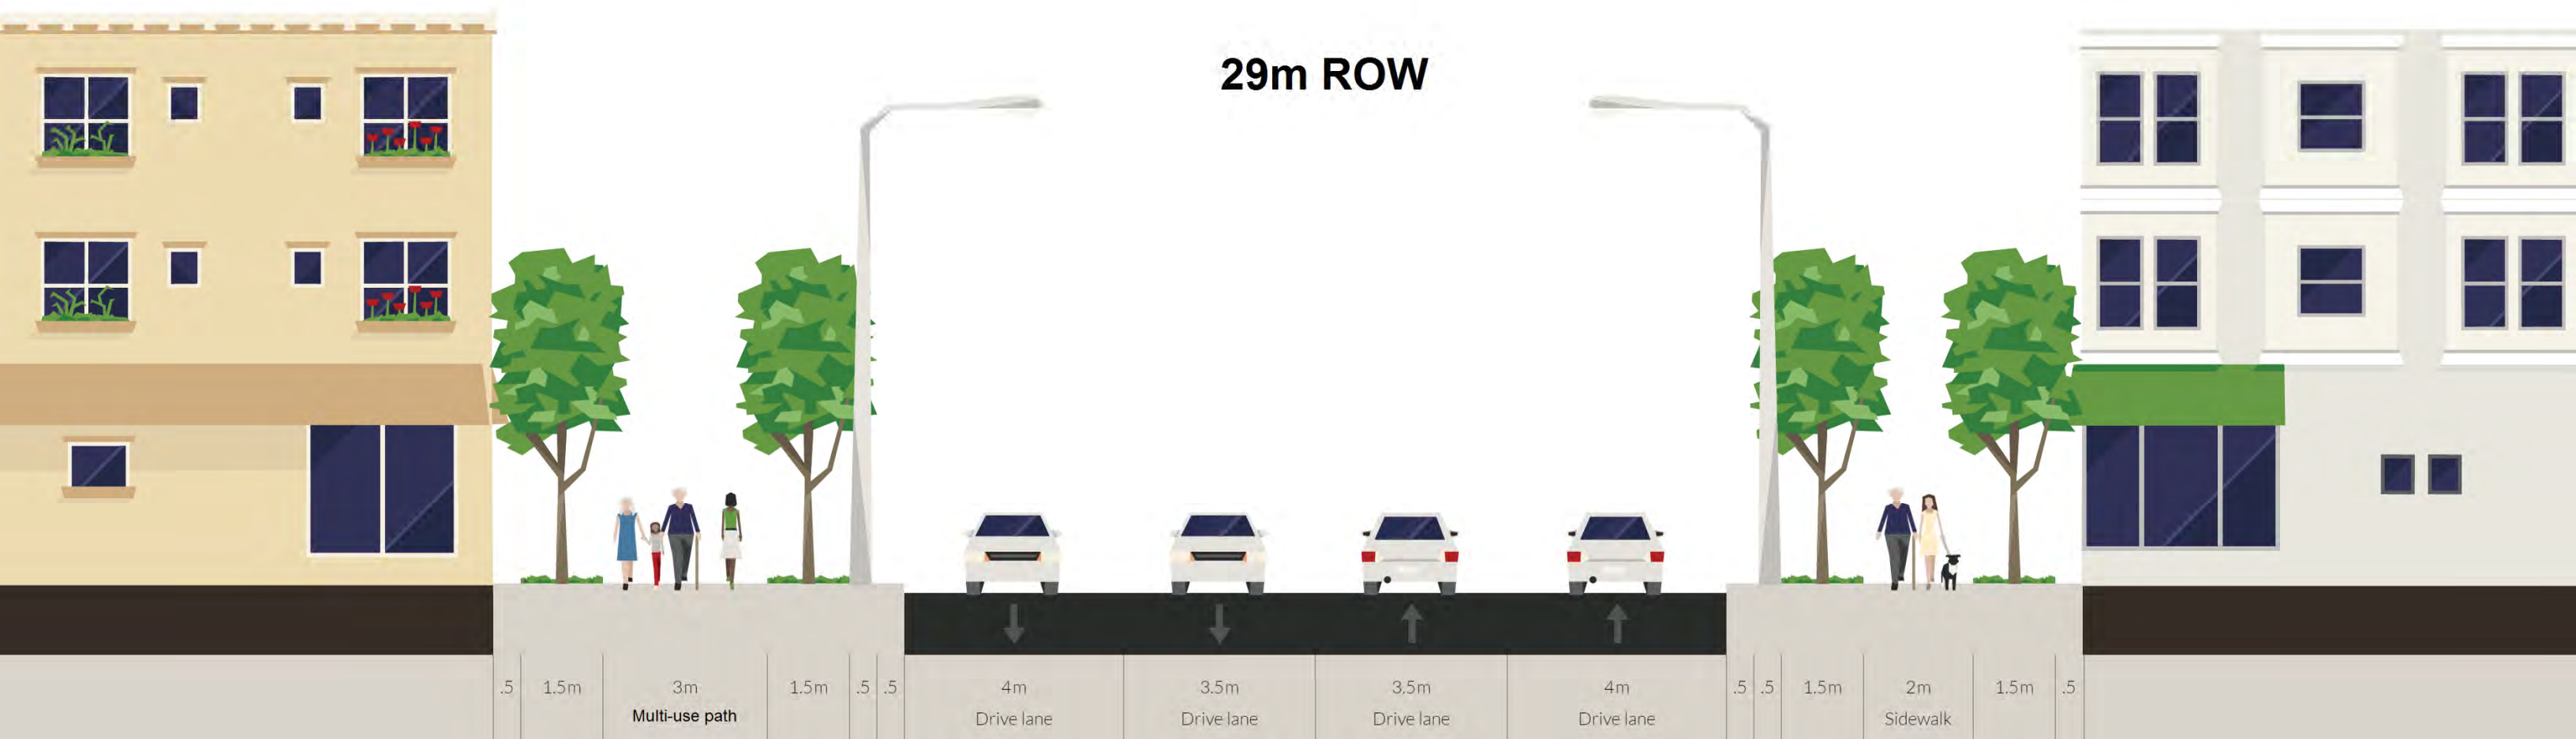 29m ROW
.5 1.5m 3m 1.5m .5 .5 4m 3.5m 3.5m 4m .5 .5 1.5m 2m 1.5m .5
Multi-use path Drive lane Drive lane Drive lane Drive lane Sidewalk